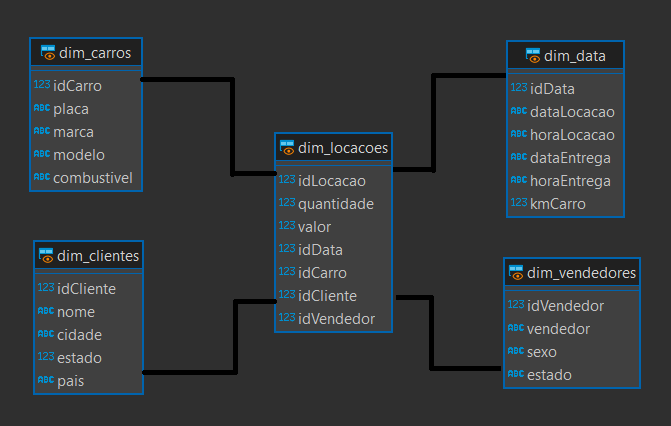 dim_carros
123 idCarro
ABC placa
ABC marca
ABC modelo
ABC combustivel
dim_clientes
123 idCliente
ABC nome
ABC cidade
123 estado
ABC pais
dim_locacoes
123 idLocacao
123 quantidade
123 valor
123 idData
123 idCarro
123 idCliente
123 idVendedor
dim_data
123 idData
ABC dataLocacao
ABC horaLocacao
ABC dataEntrega
ABC horaEntrega
123 kmCarro
dim_vendedores
123 idVendedor
ABC vendedor
ABC sexo
ABC estado